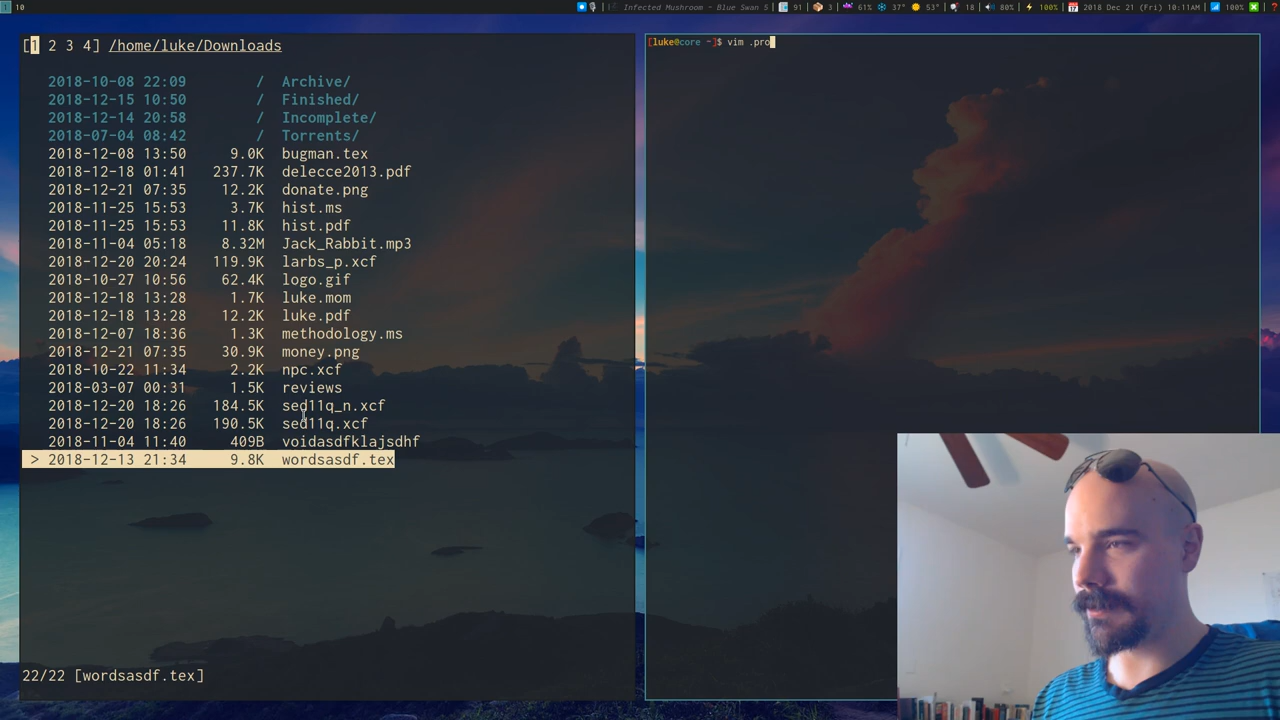 1 10 Infected Mushroom - Blue Swan 5 91 3 61% 37° 53° 18 80% 100% 2018 Dec 21 (Fri) 10:11AM 100%
[1 2 3 4] /home/luke/Downloads
2018-10-08 22:09 / Archive/
2018-12-15 10:50 / Finished/
2018-12-14 20:58 / Incomplete/
2018-07-04 08:42 / Torrents/
2018-12-08 13:50 9.0K bugman.tex
2018-12-18 01:41 237.7K delecce2013.pdf
2018-12-21 07:35 12.2K donate.png
2018-11-25 15:53 3.7K hist.ms
2018-11-25 15:53 11.8K hist.pdf
2018-11-04 05:18 8.32M Jack_Rabbit.mp3
2018-12-20 20:24 119.9K larbs_p.xcf
2018-10-27 10:56 62.4K logo.gif
2018-12-18 13:28 1.7K luke.mom
2018-12-18 13:28 12.2K luke.pdf
2018-12-07 18:36 1.3K methodology.ms
2018-12-21 07:35 30.9K money.png
2018-10-22 11:34 2.2K npc.xcf
2018-03-07 00:31 1.5K reviews
2018-12-20 18:26 184.5K sed11q_n.xcf
2018-12-20 18:26 190.5K sed11q.xcf
2018-11-04 11:40 409B voidasdfklajsdhf
> 2018-12-13 21:34 9.8K wordsasdf.tex
22/22 [wordsasdf.tex]
[luke@core ~]$ vim .pro